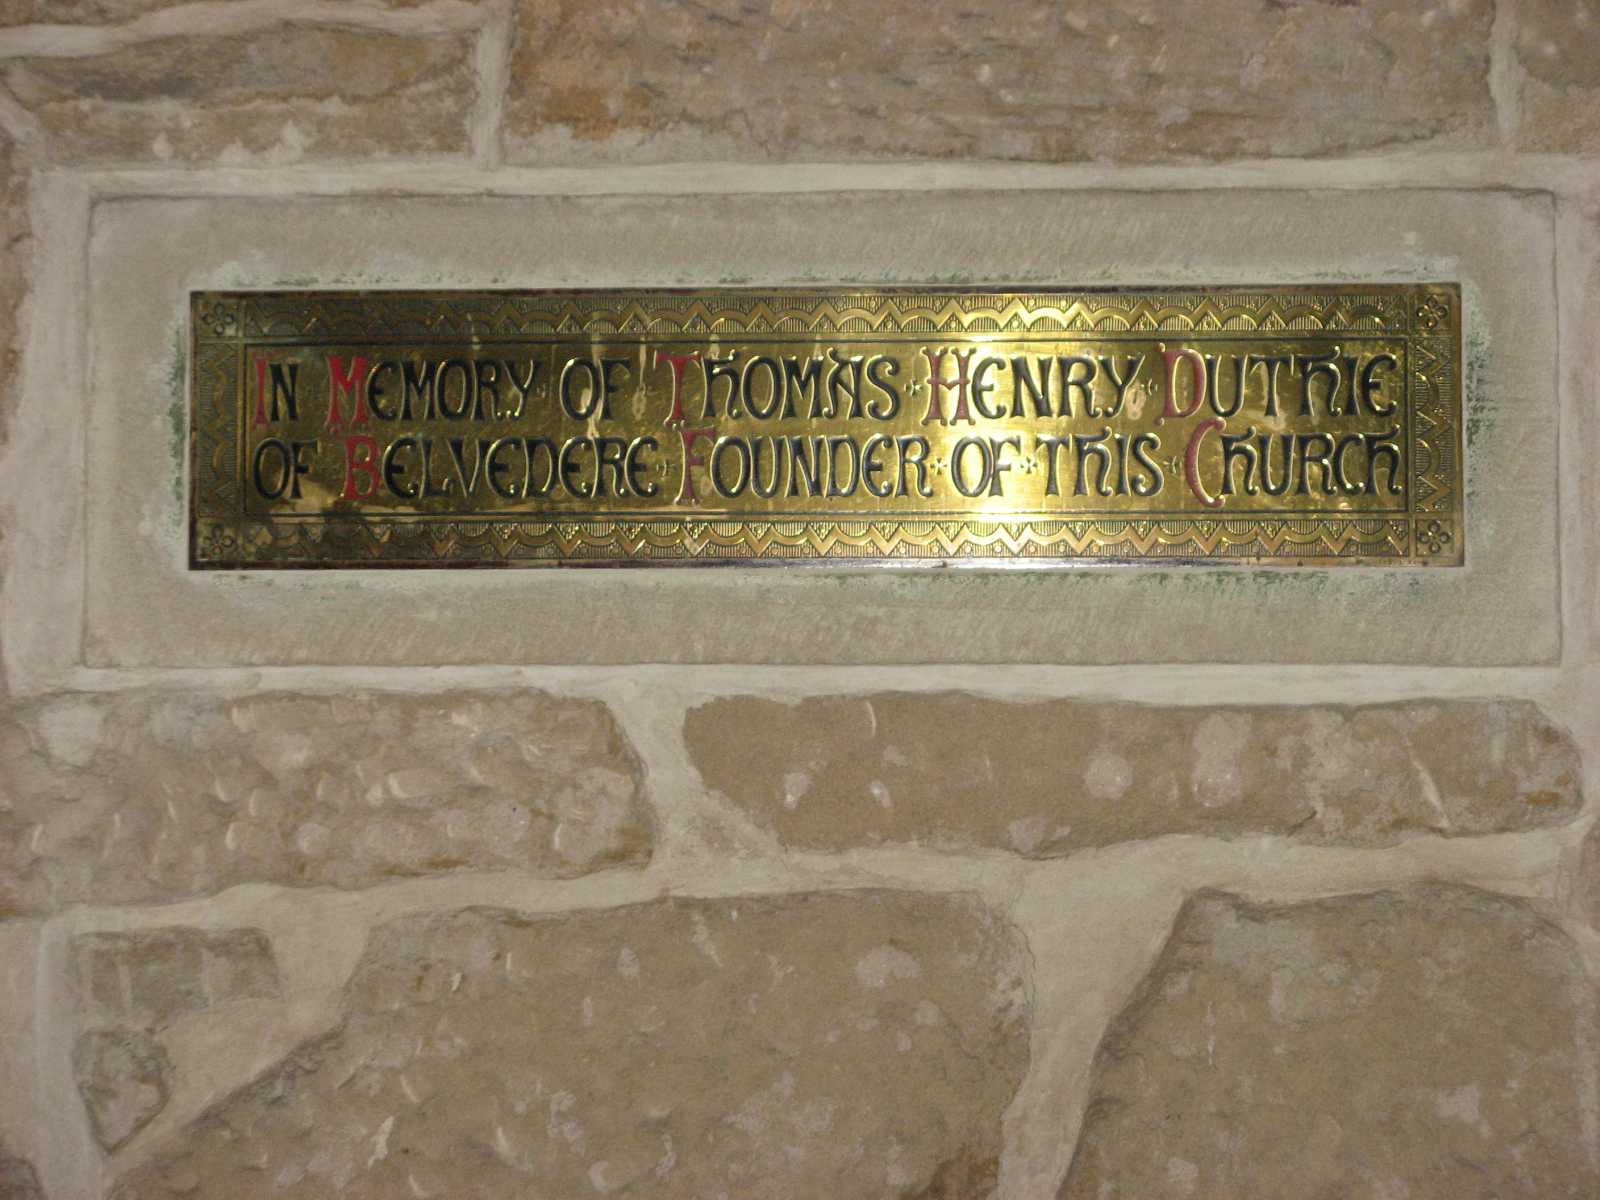 In Memory of Thomas · Henry · Duthie
of Belvedere · Founder · of · this · Church